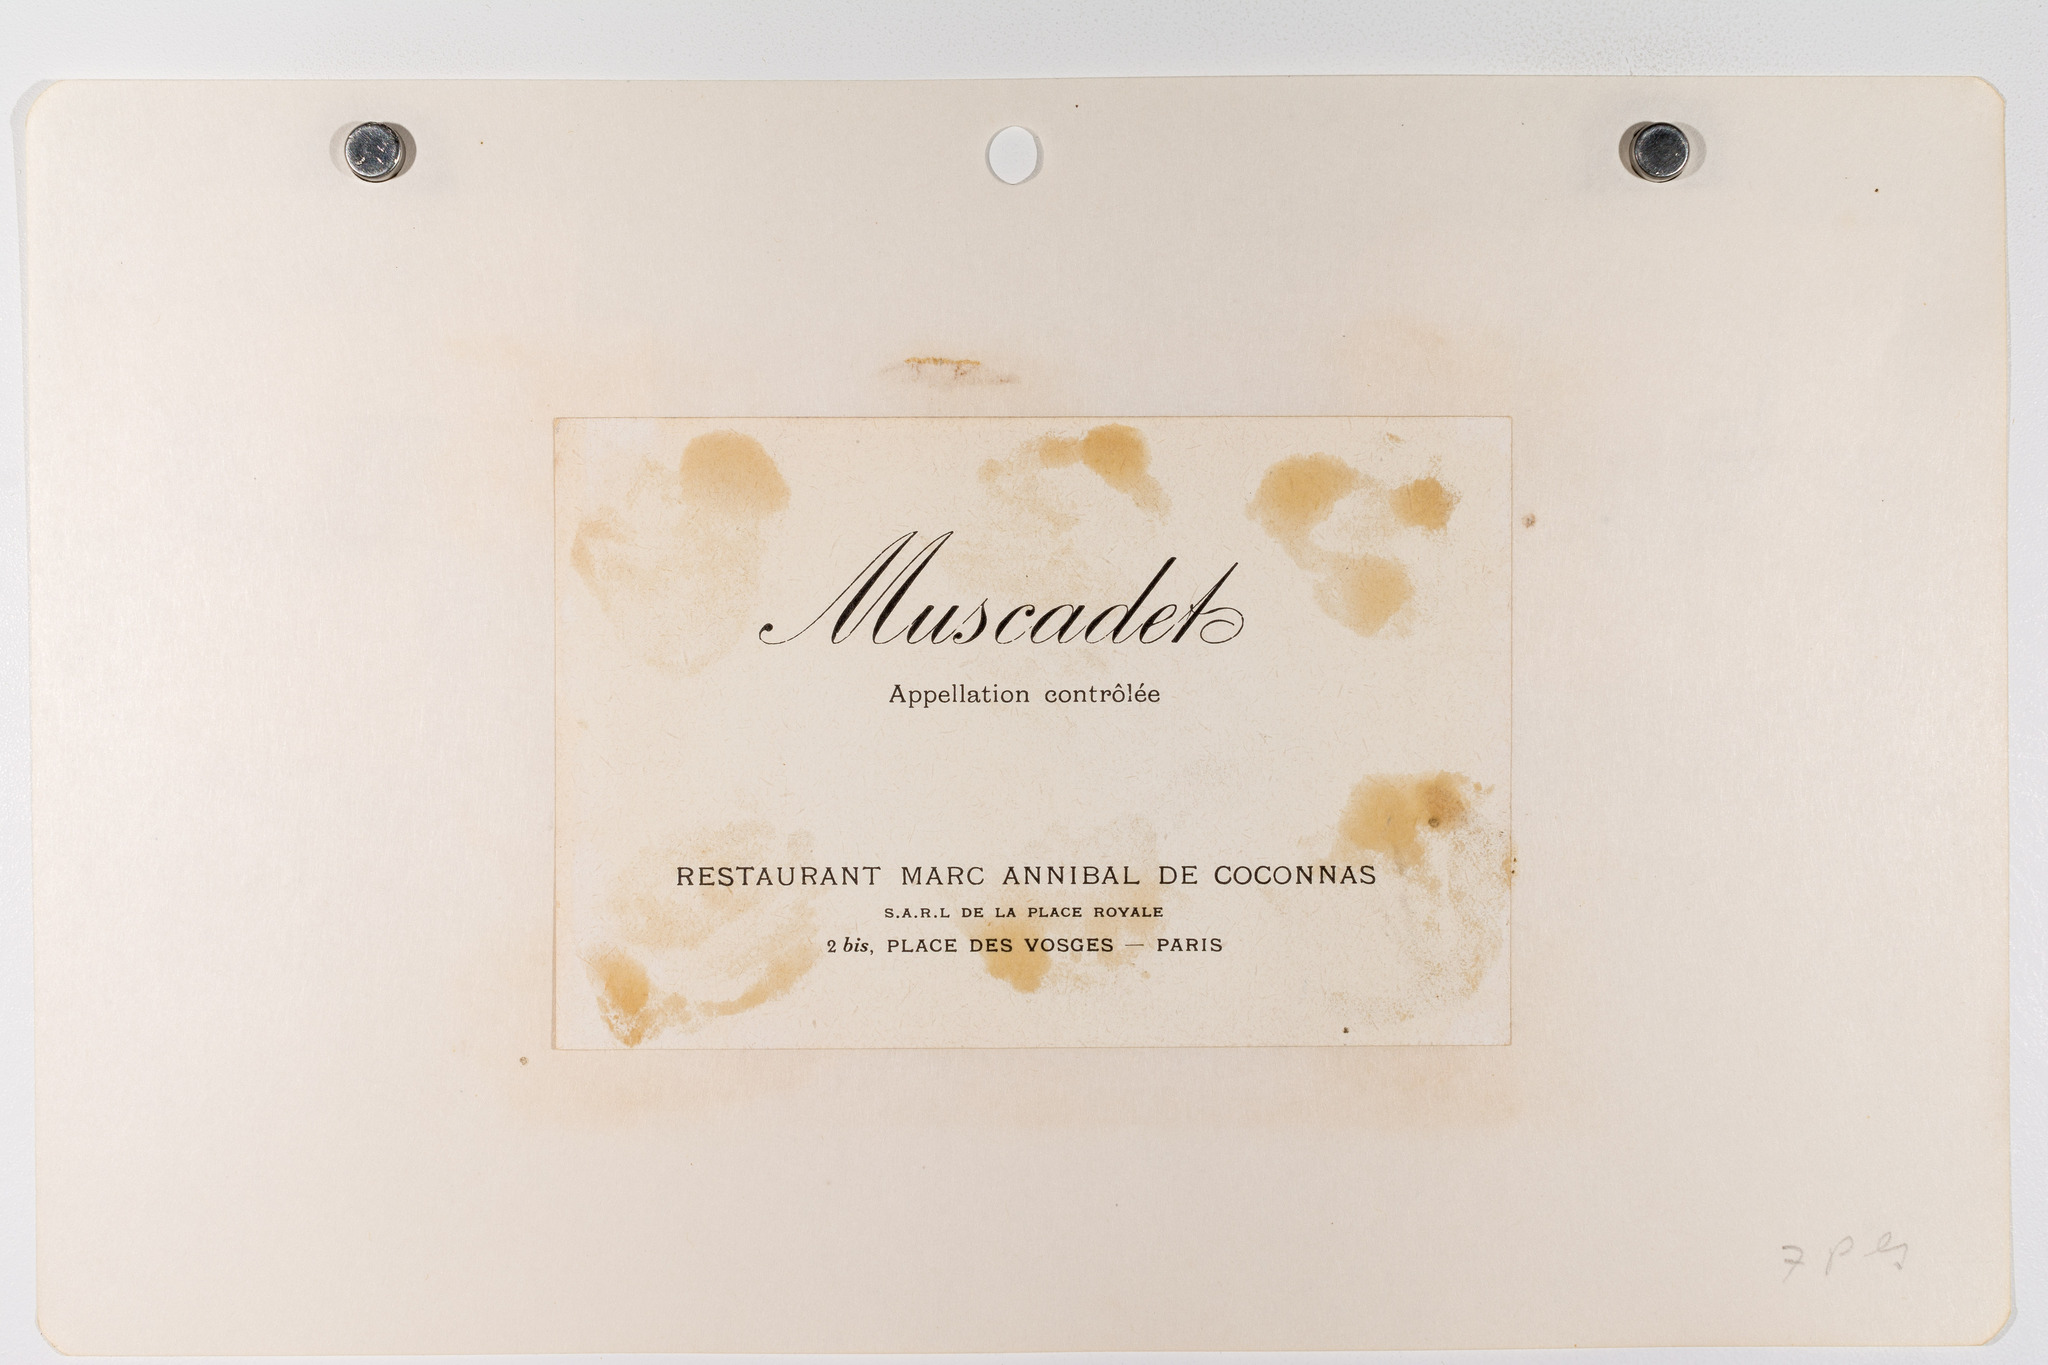 Muscadet
Appellation contrôlée
RESTAURANT MARC ANNIBAL DE COCONNAS
S.A.R.L DE LA PLACE ROYALE
2 bis, PLACE DES VOSGES — PARIS
7